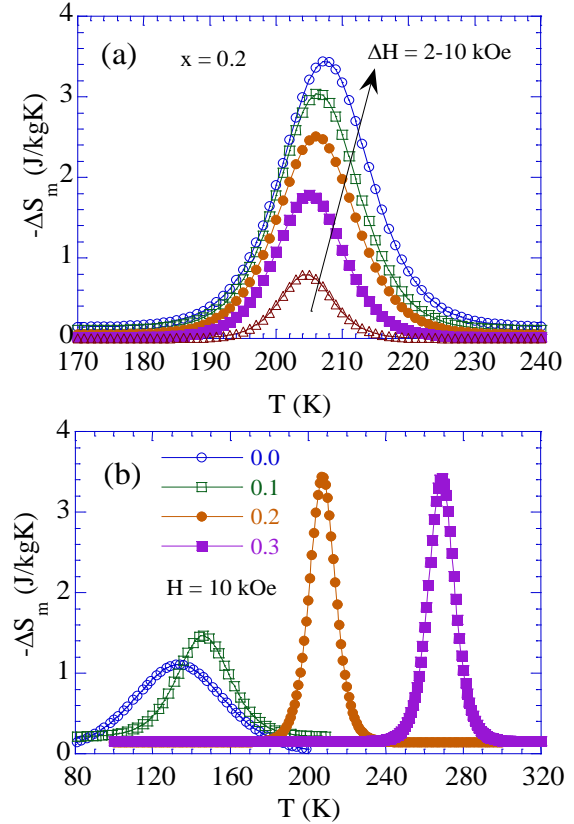 (a)
x = 0.2
ΔH = 2-10 kOe
-ΔS_m (J/kgK)
4
3
2
1
0
170 180 190 200 210 220 230 240
T (K)
(b)
0.0
0.1
0.2
0.3
H = 10 kOe
-ΔS_m (J/kgK)
4
3
2
1
0
80 120 160 200 240 280 320
T (K)